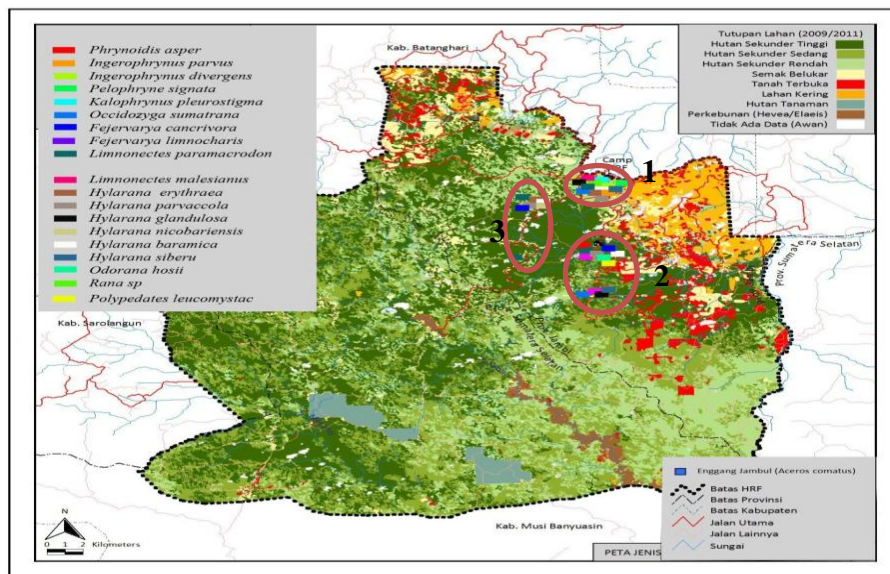 Phrynoidis asper
Ingerophrynus parvus
Ingerophrynus divergens
Pelophryne signata
Kalophrynus pleurostigma
Occidozyga sumatrana
Fejervarya cancrivora
Fejervarya limnocharis
Limnonectes paramacrodon
Limnonectes malesianus
Hylarana erythraea
Hylarana parvaccola
Hylarana glandulosa
Hylarana nicobariensis
Hylarana baramica
Hylarana siberu
Odorana hosii
Rana sp
Polypedates leucomystac
Kab. Batanghari
Tutupan Lahan (2009/2011)
Hutan Sekunder Tinggi
Hutan Sekunder Sedang
Hutan Sekunder Rendah
Semak Belukar
Tanah Terbuka
Lahan Kering
Hutan Tanaman
Perkebunan (Hevea/Elaeis)
Tidak Ada Data (Awan)
Camp
1
3
2
Prov. Sumatera Selatan
Kab. Sarolangun
Kab. Musi Banyuasin
N
0 1 2 Kilometers
Enggang Jambul (Aceros comatus)
Batas HRF
Batas Provinsi
Batas Kabupaten
Jalan Utama
Jalan Lainnya
Sungai
PETA JENIS